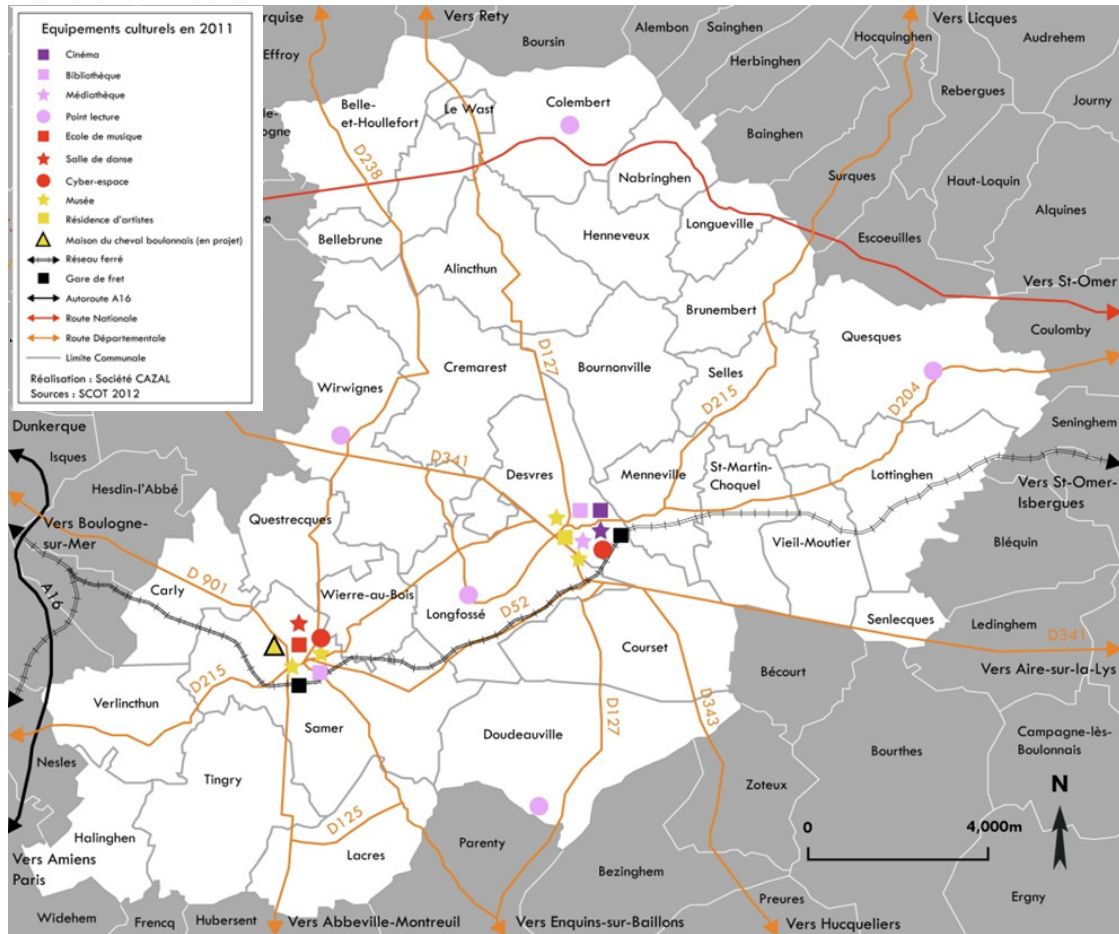 Equipements culturels en 2011
Cinéma
Bibliothèque
Médiathèque
Point lecture
Ecole de musique
Salle de danse
Cyber-espace
Musée
Résidence d'artistes
Maison du cheval boulonnais (en projet)
Réseau ferré
Gare de fret
Autoroute A16
Route Nationale
Route Départementale
Limite Communale
Réalisation : Société CAZAL
Sources : SCOT 2012
Vers Rety
Vers Licques
Alembon
Sainghen
Hocquinghen
Audrehem
Boursin
Herbinghen
Effroy
Rebergues
Journy
Belle-
et-Houllefort
Le Wast
Colembert
Bainghen
D238
Nabringhen
Surques
Haut-Loquin
Alquines
Longueville
Bellebrune
Henneveux
Escoeuilles
Alincthun
Vers St-Omer
Brunembert
Coulomby
Quesques
D127
Cremarest
Bournonville
Selles
D215
D204
Wirwignes
Seninghem
Dunkerque
Isques
D341
Desvres
Menneville
St-Martin-
Choquel
Lottinghen
Vers St-Omer-
Isbergues
Hesdin-l'Abbé
Vers Boulogne-
sur-Mer
Questrecques
Vieil-Moutier
Bléquin
A16
Carly
D 901
Wierre-au-Bois
Longfossé
D52
Senlecques
Ledinghem
D341
Courset
Bécourt
Vers Aire-sur-la-Lys
D215
Verlincthun
Samer
Doudeauville
D127
D343
Campagne-lès-
Boulonnais
Bourthes
Nesles
Tingry
Zoteux
N
D125
0
4,000m
Halinghen
Parenty
Vers Amiens
Paris
Lacres
Bezinghem
Ergny
Preures
Widehem
Frencq
Hubersent
Vers Abbeville-Montreuil
Vers Enquins-sur-Baillons
Vers Hucqueliers